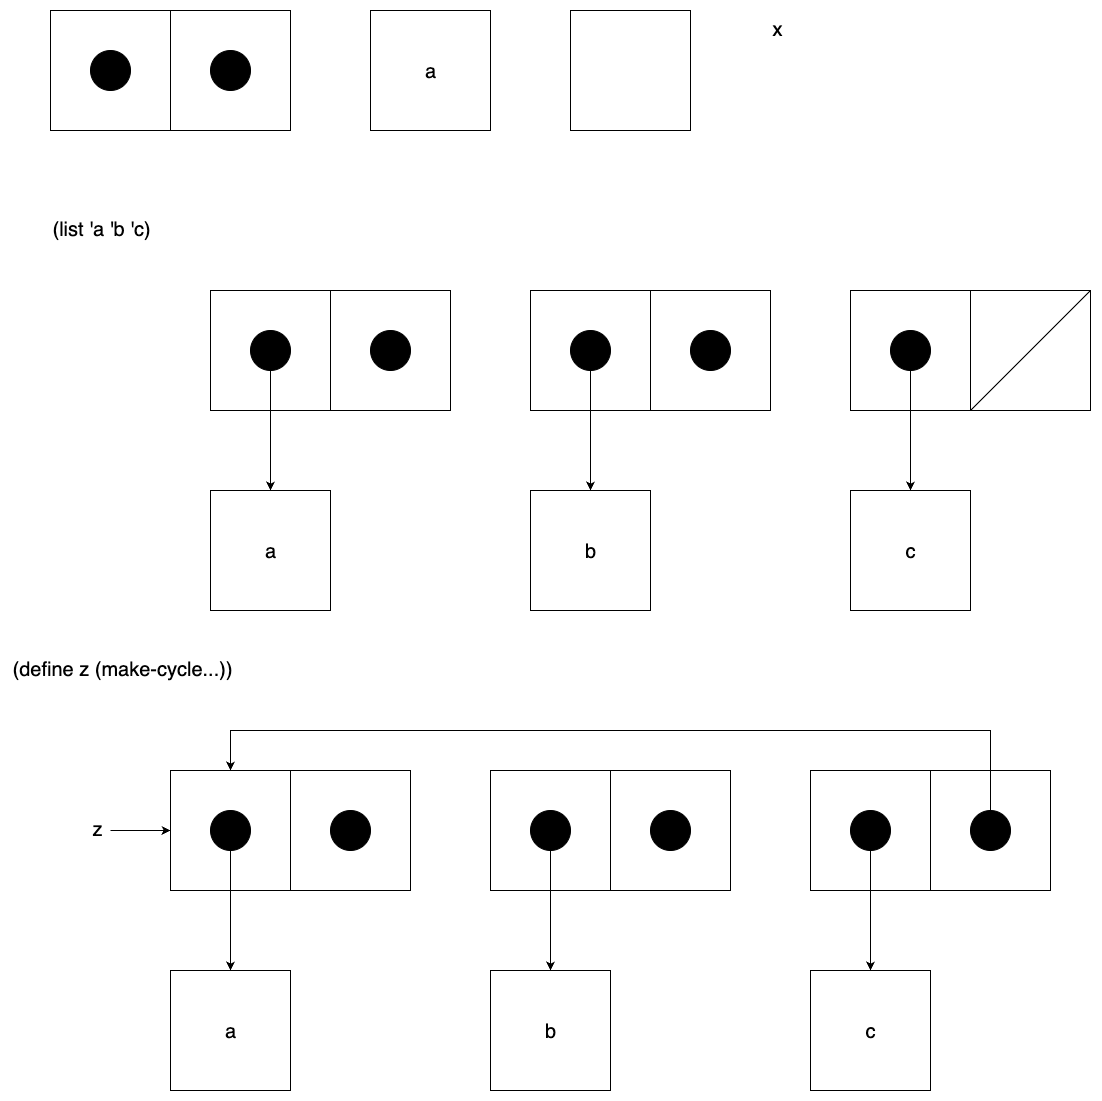 a
x
(list 'a 'b 'c)
a
b
c
(define z (make-cycle...))
z
a
b
c